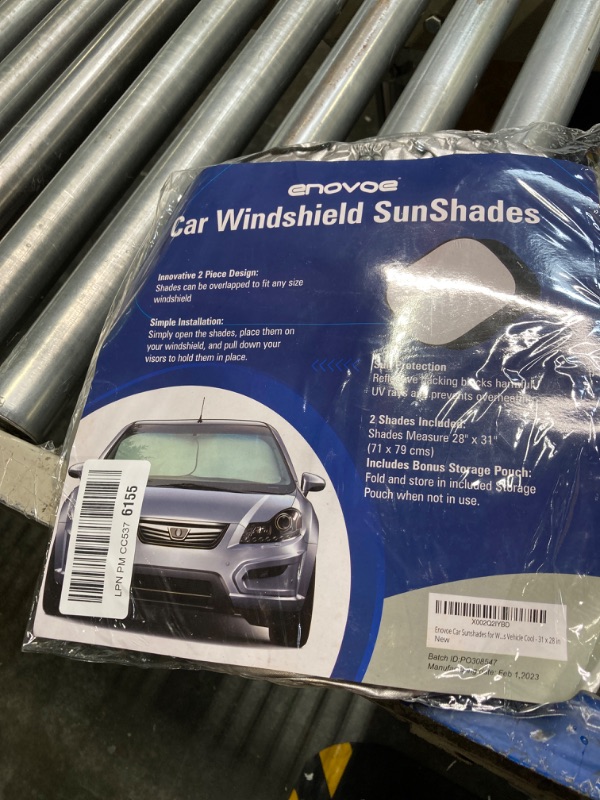 enovoe
Car Windshield SunShades
Innovative 2 Piece Design:
Shades can be overlapped to fit any size
windshield
Simple Installation:
Simply open the shades, place them on
your windshield, and pull down your
visors to hold them in place.
Sun Protection
Reflective backing blocks harmful
UV rays and prevents overheating
2 Shades Included:
Shades Measure 28" x 31"
(71 x 79 cms)
Includes Bonus Storage Pouch:
Fold and store in included Storage
Pouch when not in use.
LPN PM CC537 6155
X002Q2IYBD
Enovoe Car Sunshades for W...s Vehicle Cool - 31 x 28 in
New
Batch ID:PO308547
Manufacturing Date: Feb 1,2023